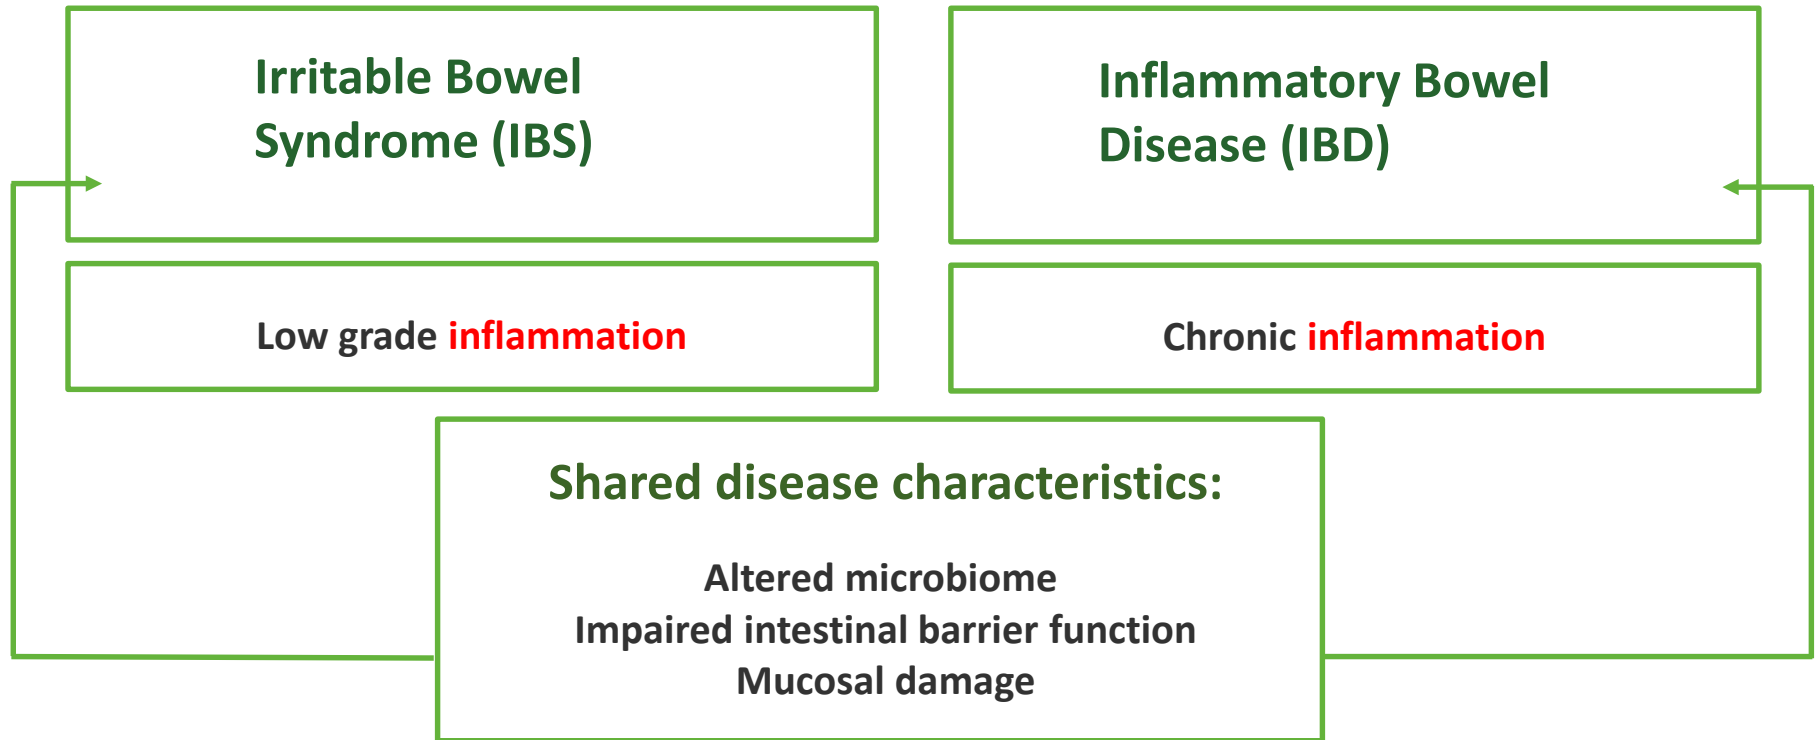 Irritable Bowel
Syndrome (IBS)
Inflammatory Bowel
Disease (IBD)
Low grade inflammation
Chronic inflammation
Shared disease characteristics:
Altered microbiome
Impaired intestinal barrier function
Mucosal damage